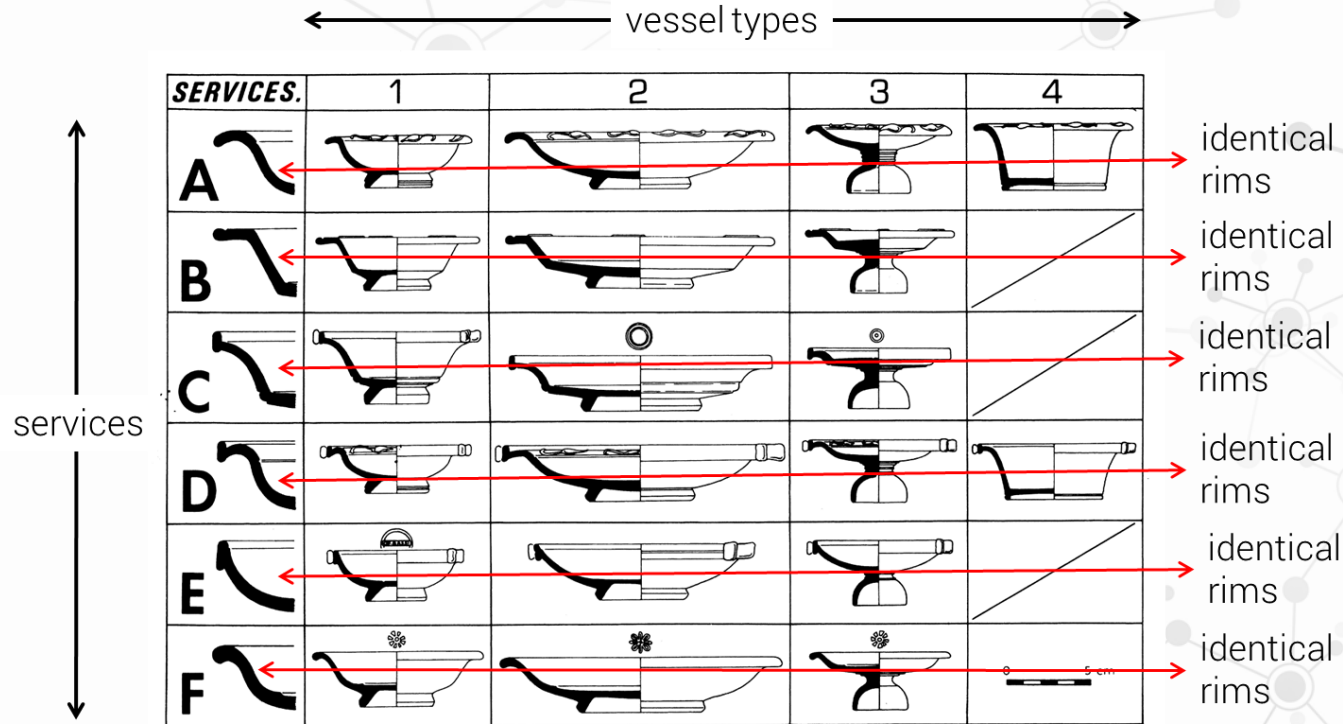 vessel types
SERVICES. 1 2 3 4
A
identical
rims
B
identical
rims
C
identical
rims
services
D
identical
rims
E
identical
rims
F
identical
rims
0 5 cm